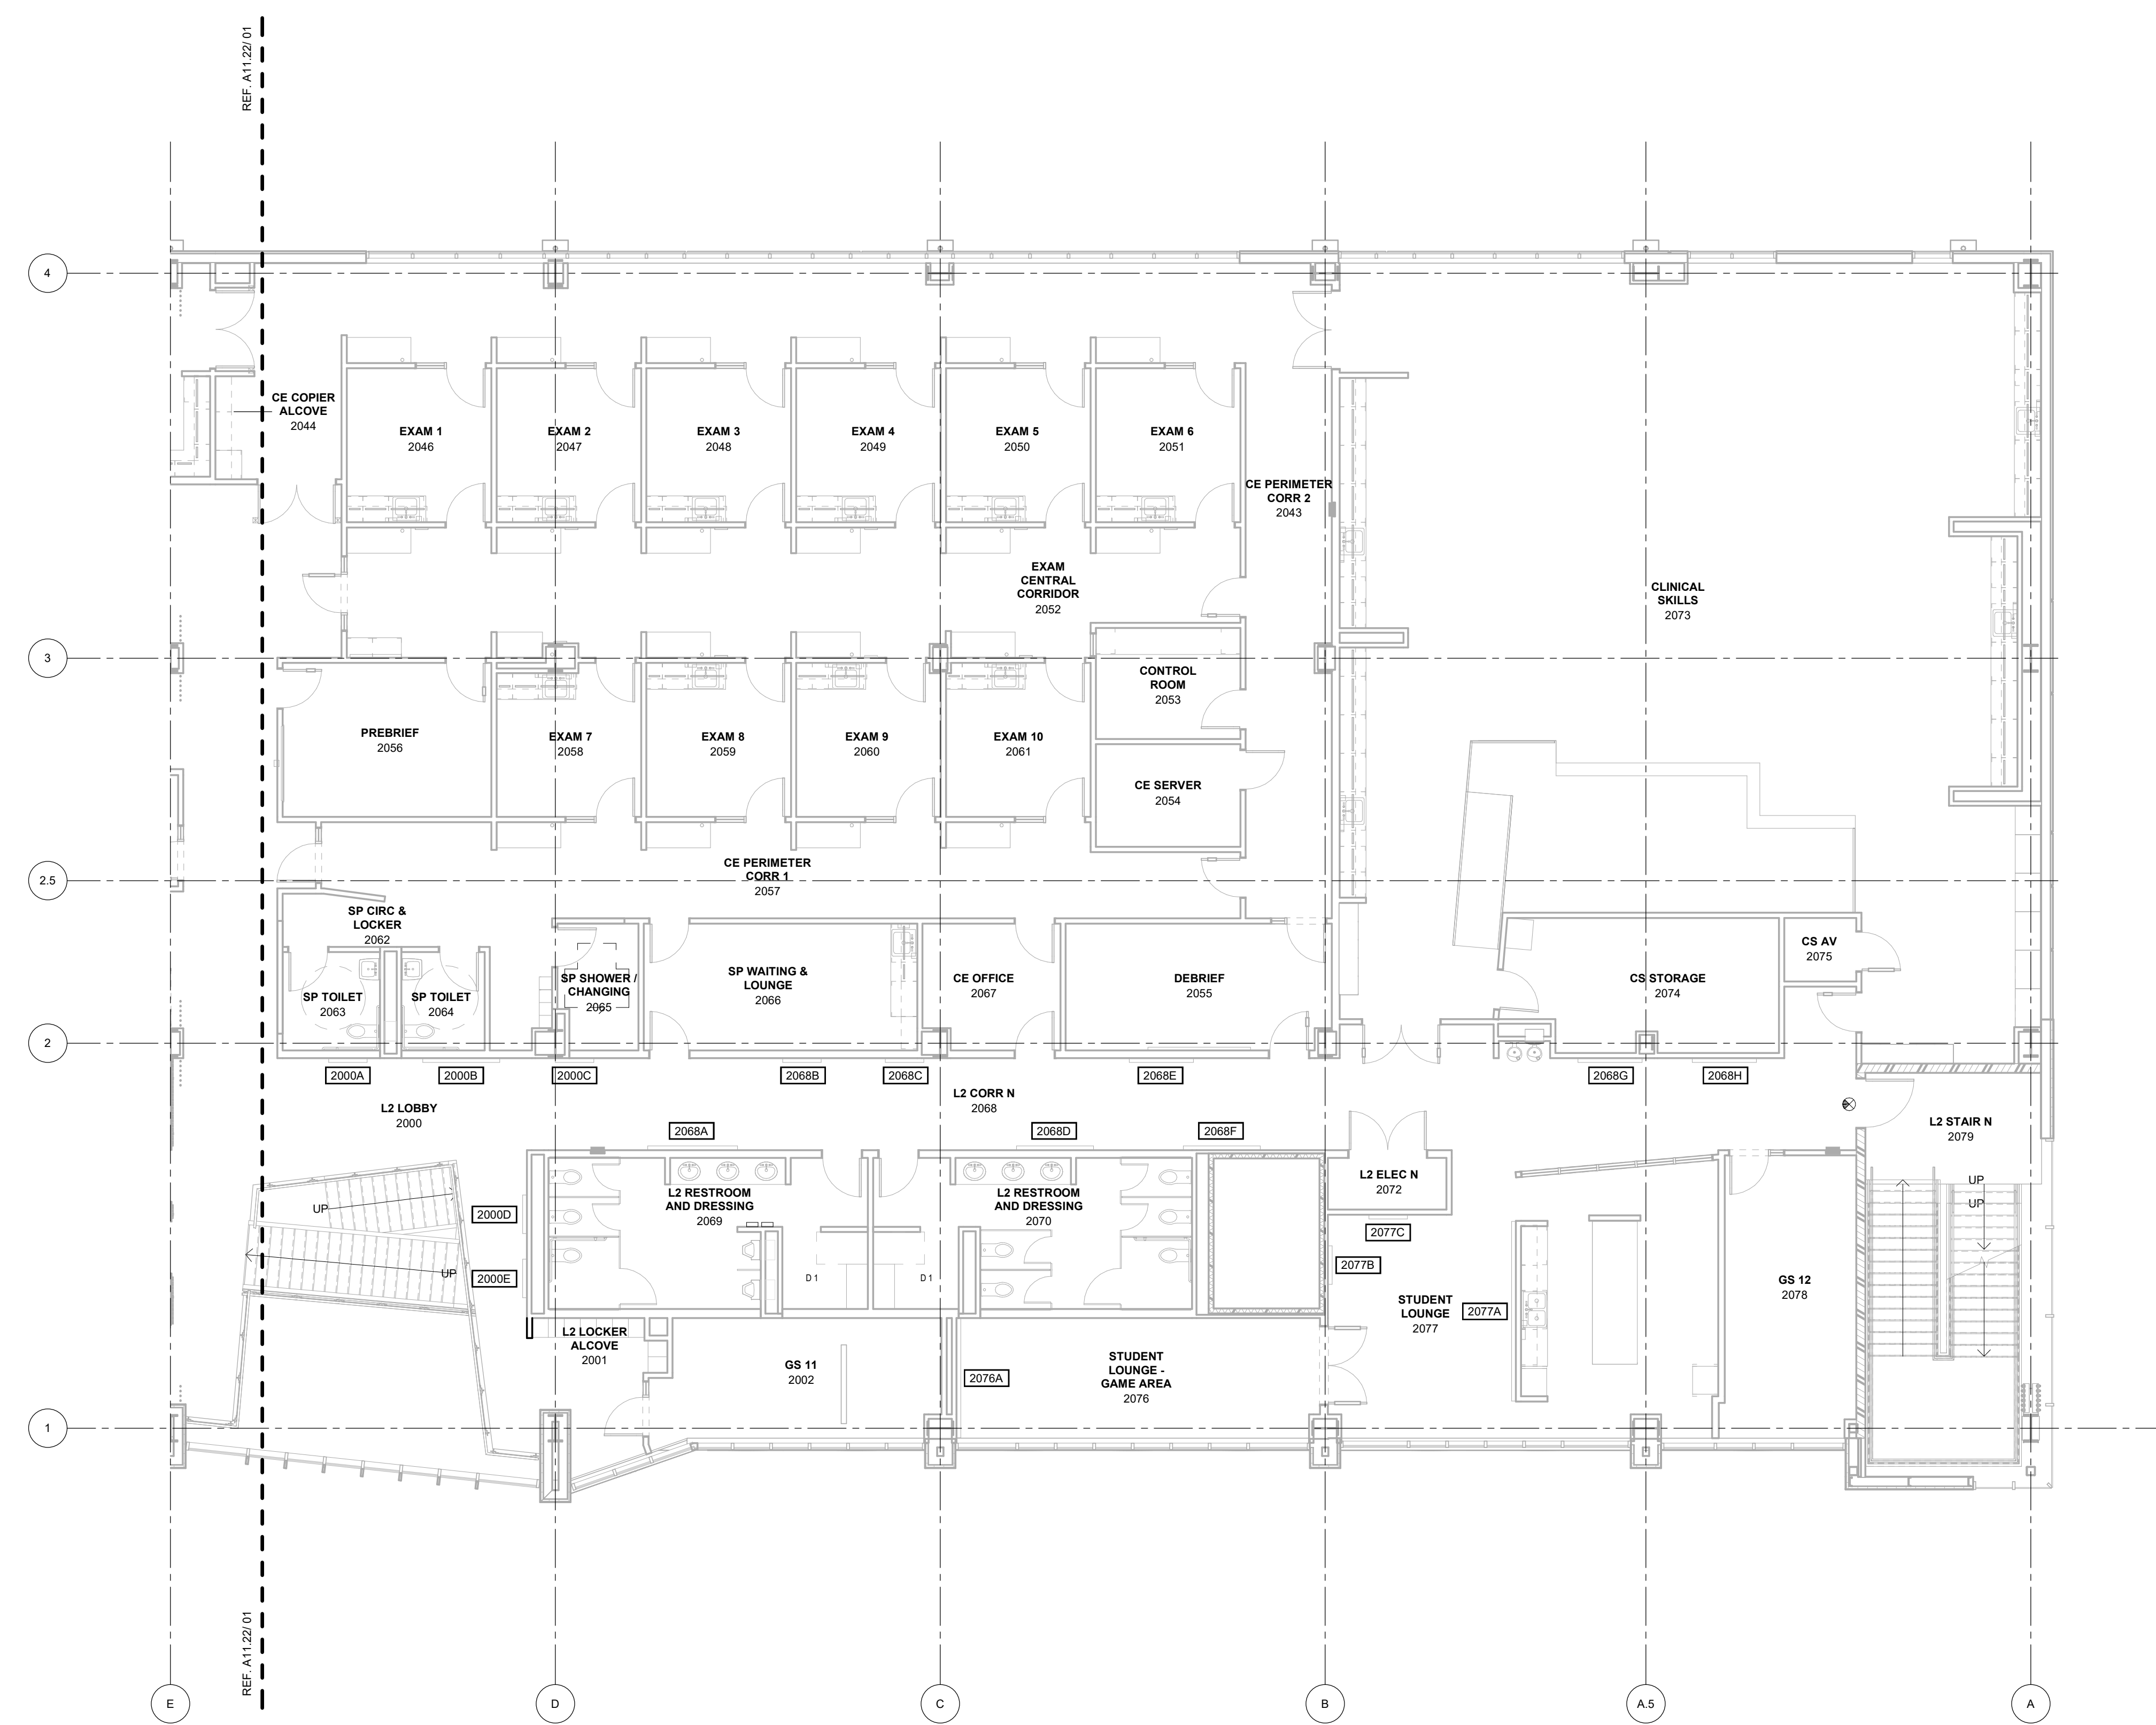 REF. A11.22/ 01
4
CE COPIER
ALCOVE
2044
EXAM 1
2046
EXAM 2
2047
EXAM 3
2048
EXAM 4
2049
EXAM 5
2050
EXAM 6
2051
CE PERIMETER
CORR 2
2043
EXAM
CENTRAL
CORRIDOR
2052
CLINICAL
SKILLS
2073
3
PREBRIEF
2056
EXAM 7
2058
EXAM 8
2059
EXAM 9
2060
EXAM 10
2061
CONTROL
ROOM
2053
CE SERVER
2054
2.5
CE PERIMETER
CORR 1
2057
SP CIRC &
LOCKER
2062
SP TOILET
2063
SP TOILET
2064
SP SHOWER /
CHANGING
2065
SP WAITING &
LOUNGE
2066
CE OFFICE
2067
DEBRIEF
2055
CS STORAGE
2074
CS AV
2075
2
2000A
2000B
2000C
2068B
2068C
2068E
2068G
2068H
L2 LOBBY
2000
L2 CORR N
2068
L2 STAIR N
2079
2068A
2068D
2068F
UP
UP
2000D
2000E
L2 RESTROOM
AND DRESSING
2069
D 1
D 1
L2 RESTROOM
AND DRESSING
2070
L2 ELEC N
2072
2077C
2077B
STUDENT
LOUNGE
2077
2077A
GS 12
2078
UP
UP
L2 LOCKER
ALCOVE
2001
GS 11
2002
2076A
STUDENT
LOUNGE -
GAME AREA
2076
1
REF. A11.22/ 01
E
D
C
B
A.5
A